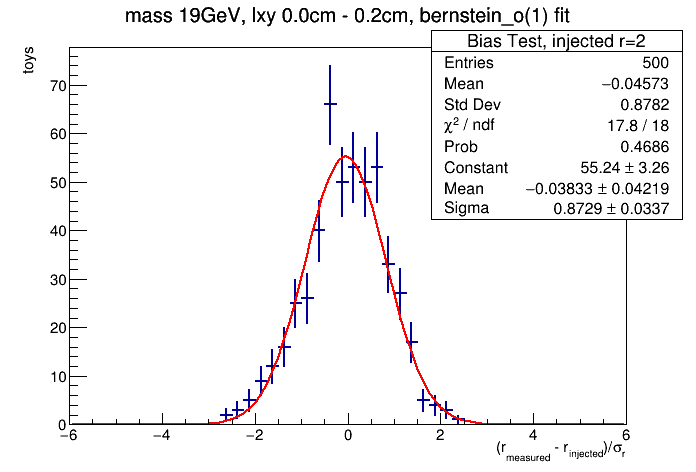 mass 19GeV, lxy 0.0cm - 0.2cm, bernstein_o(1) fit
Bias Test, injected r=2
Entries 500
Mean −0.04573
Std Dev 0.8782
χ² / ndf 17.8 / 18
Prob 0.4686
Constant 55.24 ± 3.26
Mean −0.03833 ± 0.04219
Sigma 0.8729 ± 0.0337
toys
70
60
50
40
30
20
10
0
−6 −4 −2 0 2 4 6
(r_measured - r_injected)/σ_r